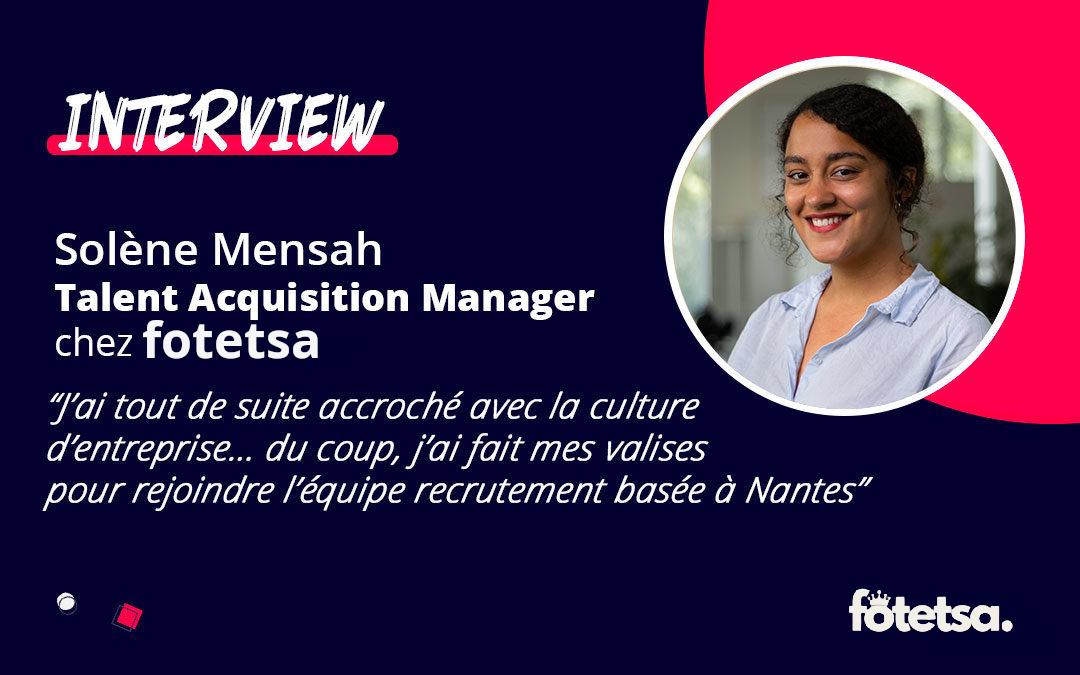 INTERVIEW
Solène Mensah
Talent Acquisition Manager
chez fotetsa
“J’ai tout de suite accroché avec la culture
d’entreprise... du coup, j’ai fait mes valises
pour rejoindre l’équipe recrutement basée à Nantes”
fotetsa.